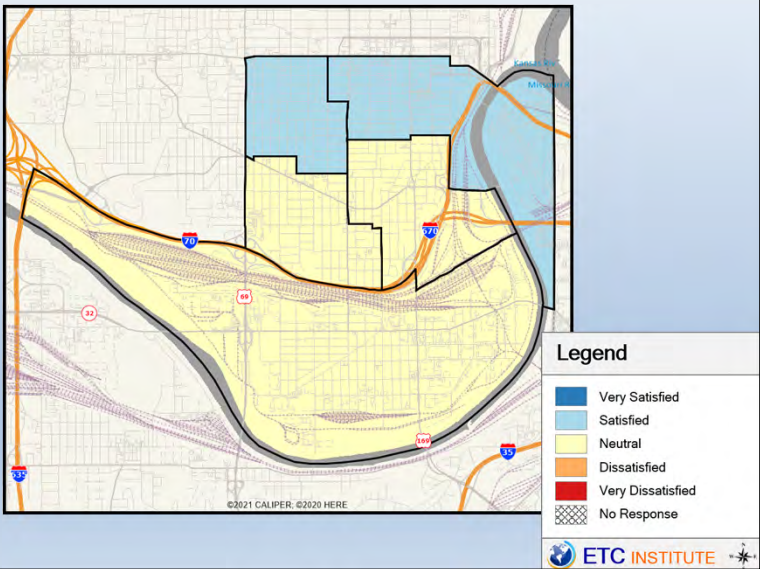 Kansas Riv
Missouri R
70
670
69
32
169
635
35
©2021 CALIPER; ©2020 HERE
Legend
Very Satisfied
Satisfied
Neutral
Dissatisfied
Very Dissatisfied
No Response
ETC INSTITUTE